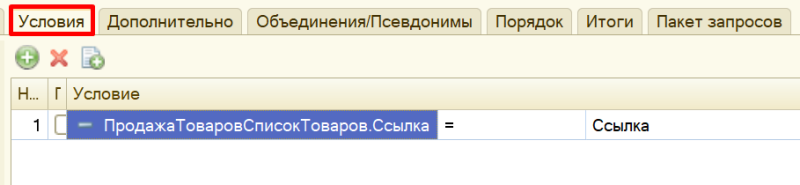 Условия Дополнительно Объединения/Псевдонимы Порядок Итоги Пакет запросов
Н... Г Условие
1 ПродажаТоваровСписокТоваров.Ссылка = Ссылка